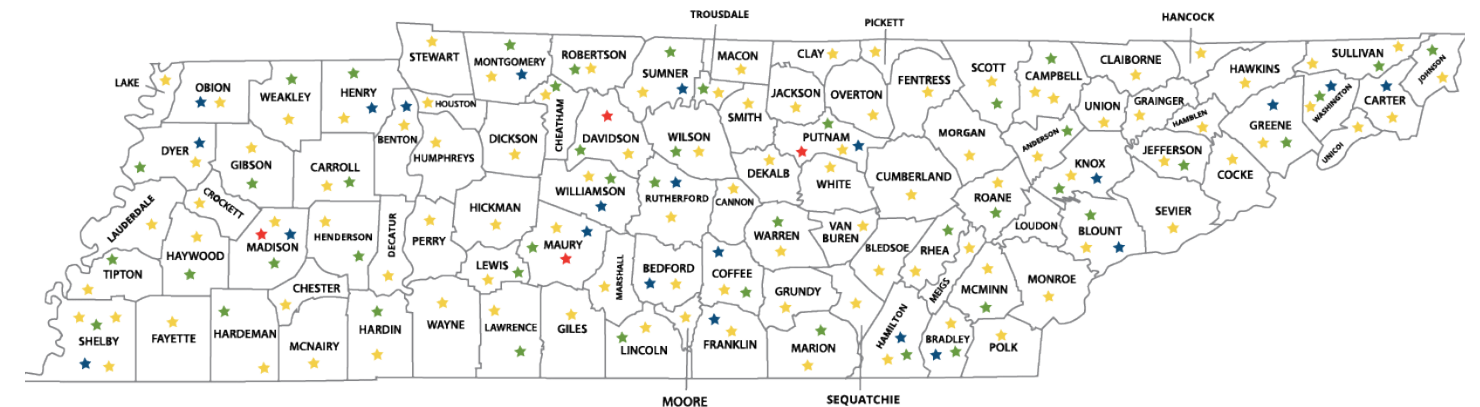 TROUSDALE
PICKETT
HANCOCK
LAKE
OBION
WEAKLEY
HENRY
STEWART
MONTGOMERY
ROBERTSON
SUMNER
MACON
CLAY
FENTRESS
SCOTT
CAMPBELL
CLAIBORNE
HAWKINS
SULLIVAN
JOHNSON
HOUSTON
BENTON
CHEATHAM
SMITH
JACKSON
OVERTON
UNION
GRAINGER
HAMBLEN
GREENE
WASHINGTON
CARTER
UNICOI
DYER
GIBSON
CARROLL
HUMPHREYS
DICKSON
DAVIDSON
WILSON
PUTNAM
MORGAN
ANDERSON
KNOX
JEFFERSON
COCKE
LAUDERDALE
CROCKETT
WILLIAMSON
RUTHERFORD
CANNON
DEKALB
WHITE
CUMBERLAND
ROANE
LOUDON
BLOUNT
SEVIER
TIPTON
HAYWOOD
MADISON
HENDERSON
DECATUR
PERRY
HICKMAN
LEWIS
MAURY
MARSHALL
BEDFORD
COFFEE
WARREN
VAN
BUREN
BLEDSOE
RHEA
MEIGS
MCMINN
MONROE
CHESTER
GRUNDY
SHELBY
FAYETTE
HARDEMAN
MCNAIRY
HARDIN
WAYNE
LAWRENCE
GILES
LINCOLN
FRANKLIN
MARION
HAMILTON
BRADLEY
POLK
MOORE
SEQUATCHIE